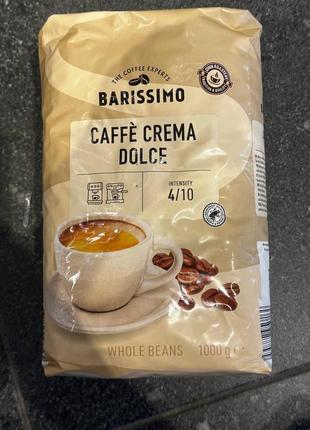 THE COFFEE EXPERTS
BARISSIMO
CAFFÈ CREMA
DOLCE
INTENSITY
4/10
WHOLE BEANS
1000 g e